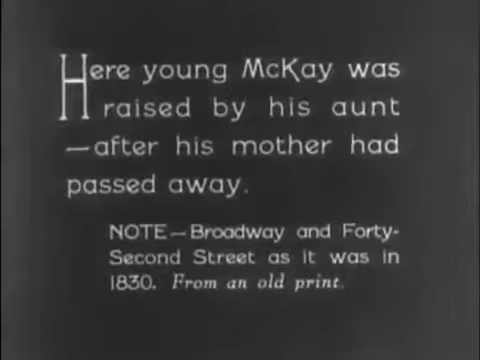 Here young McKay was
raised by his aunt
—after his mother had
passed away.
NOTE—Broadway and Forty-
Second Street as it was in
1830. From an old print.